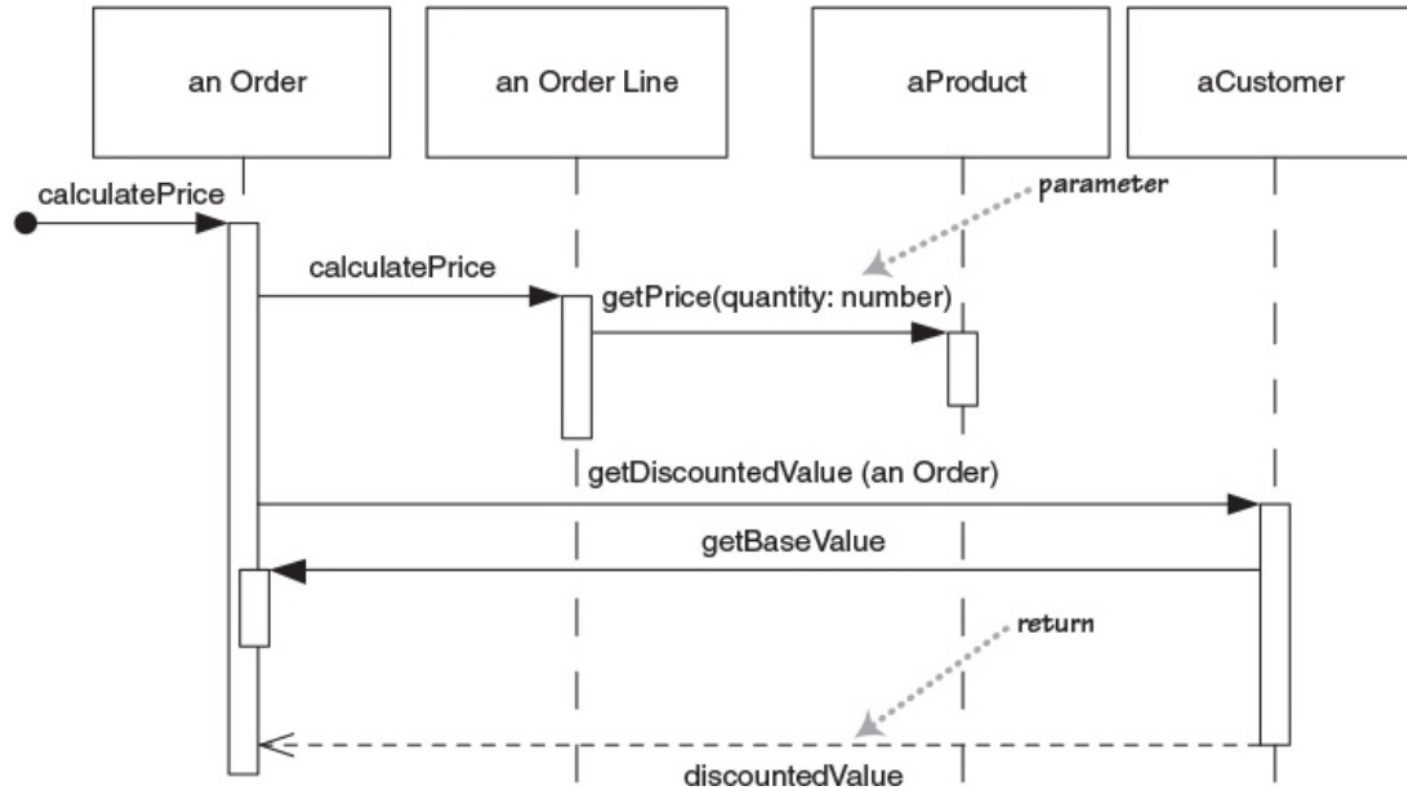 an Order
an Order Line
aProduct
aCustomer
calculatePrice
parameter
calculatePrice
getPrice(quantity: number)
getDiscountedValue (an Order)
getBaseValue
return
discountedValue